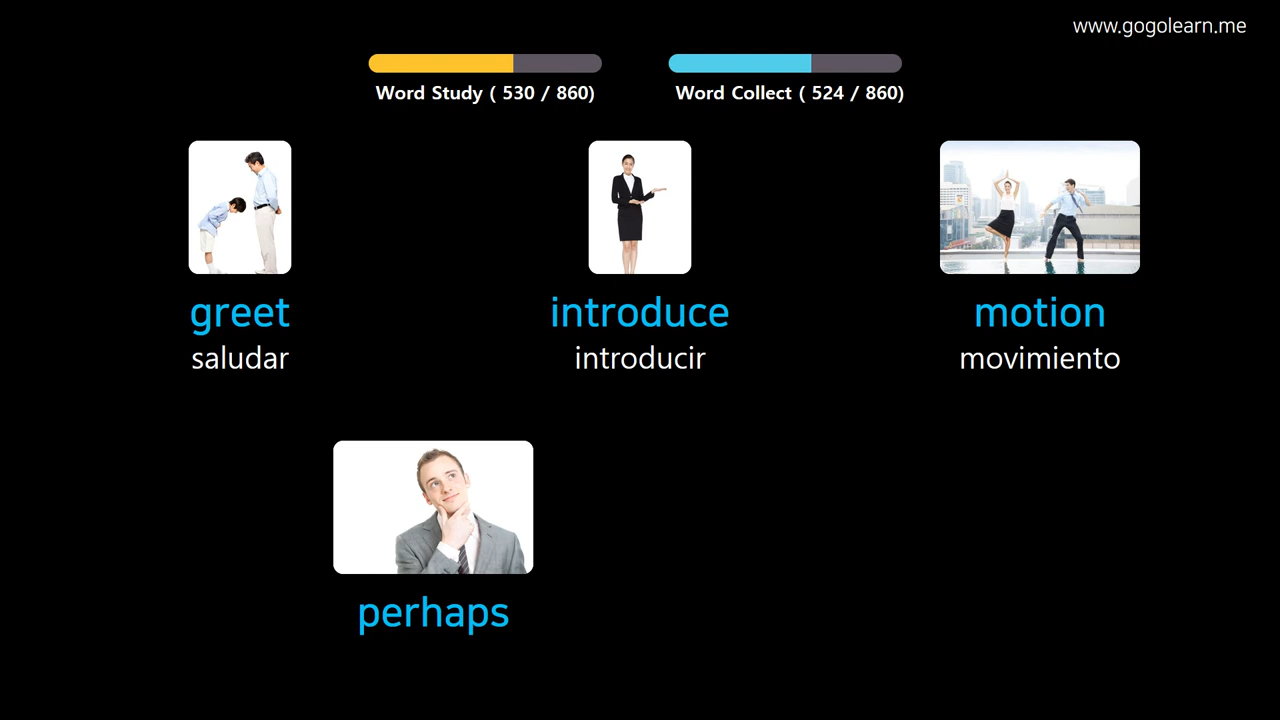 www.gogolearn.me
Word Study ( 530 / 860)
Word Collect ( 524 / 860)
greet
saludar
introduce
introducir
motion
movimiento
perhaps